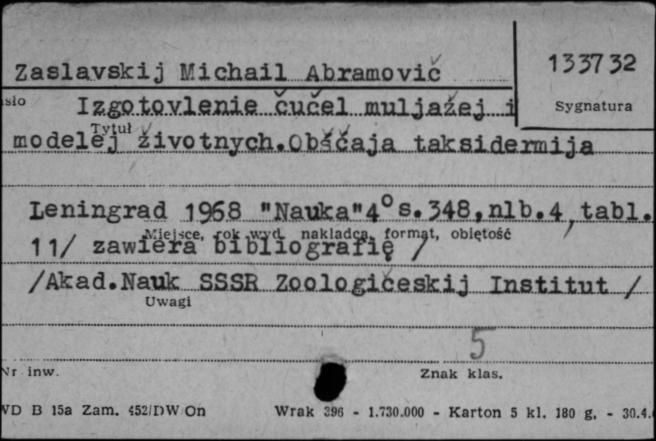 Zaslavskij Michail Abramovič
133732
Sygnatura
sło Izgotovlenie čučel muljažej i
Tytuł
modelej životnych.Obščaja taksidermija
Leningrad 1968 "Nauka"4° s.348,nlb.4,tabl.
Miejsce, rok wyd. nakładca, format, objętość
11/ zawiera bibliografię /
/Akad.Nauk SSSR Zoologičeskij Institut /
Uwagi
5
Nr inw.
Znak klas.
WD B 15a Zam. 452/DW/On Wrak 396 - 1.730.000 - Karton 5 kl. 180 g. - 30.4.